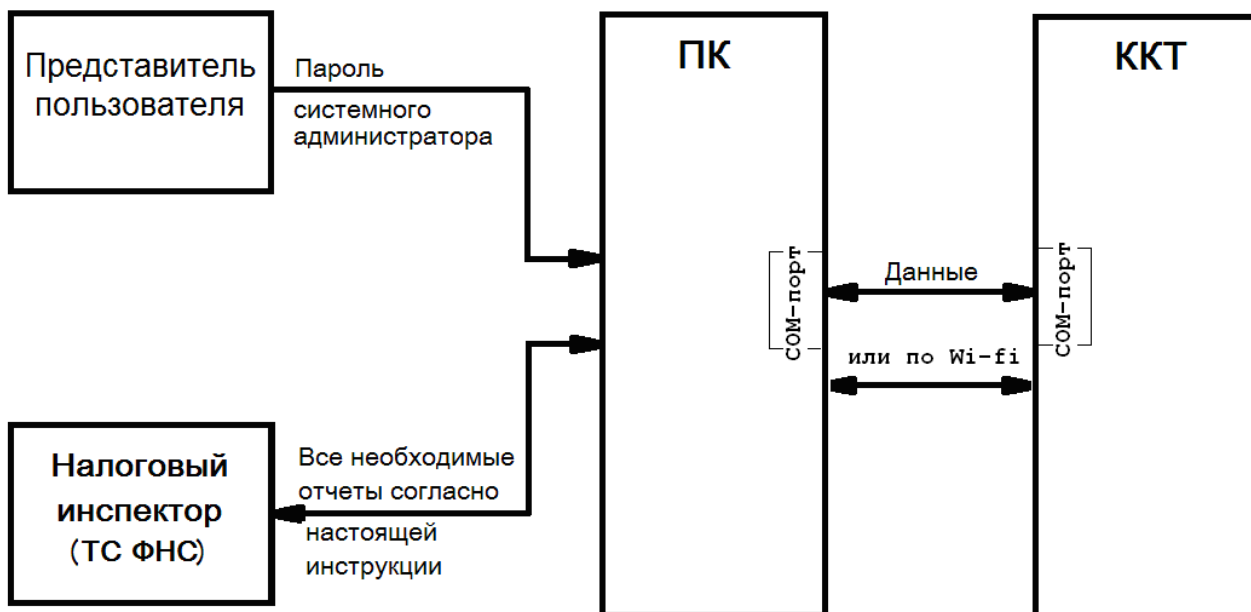 Представитель
пользователя
Пароль
системного
администратора
ПК
ККТ
COM-порт
Данные
или по Wi-fi
COM-порт
Налоговый
инспектор
(ТС ФНС)
Все необходимые
отчеты согласно
настоящей
инструкции